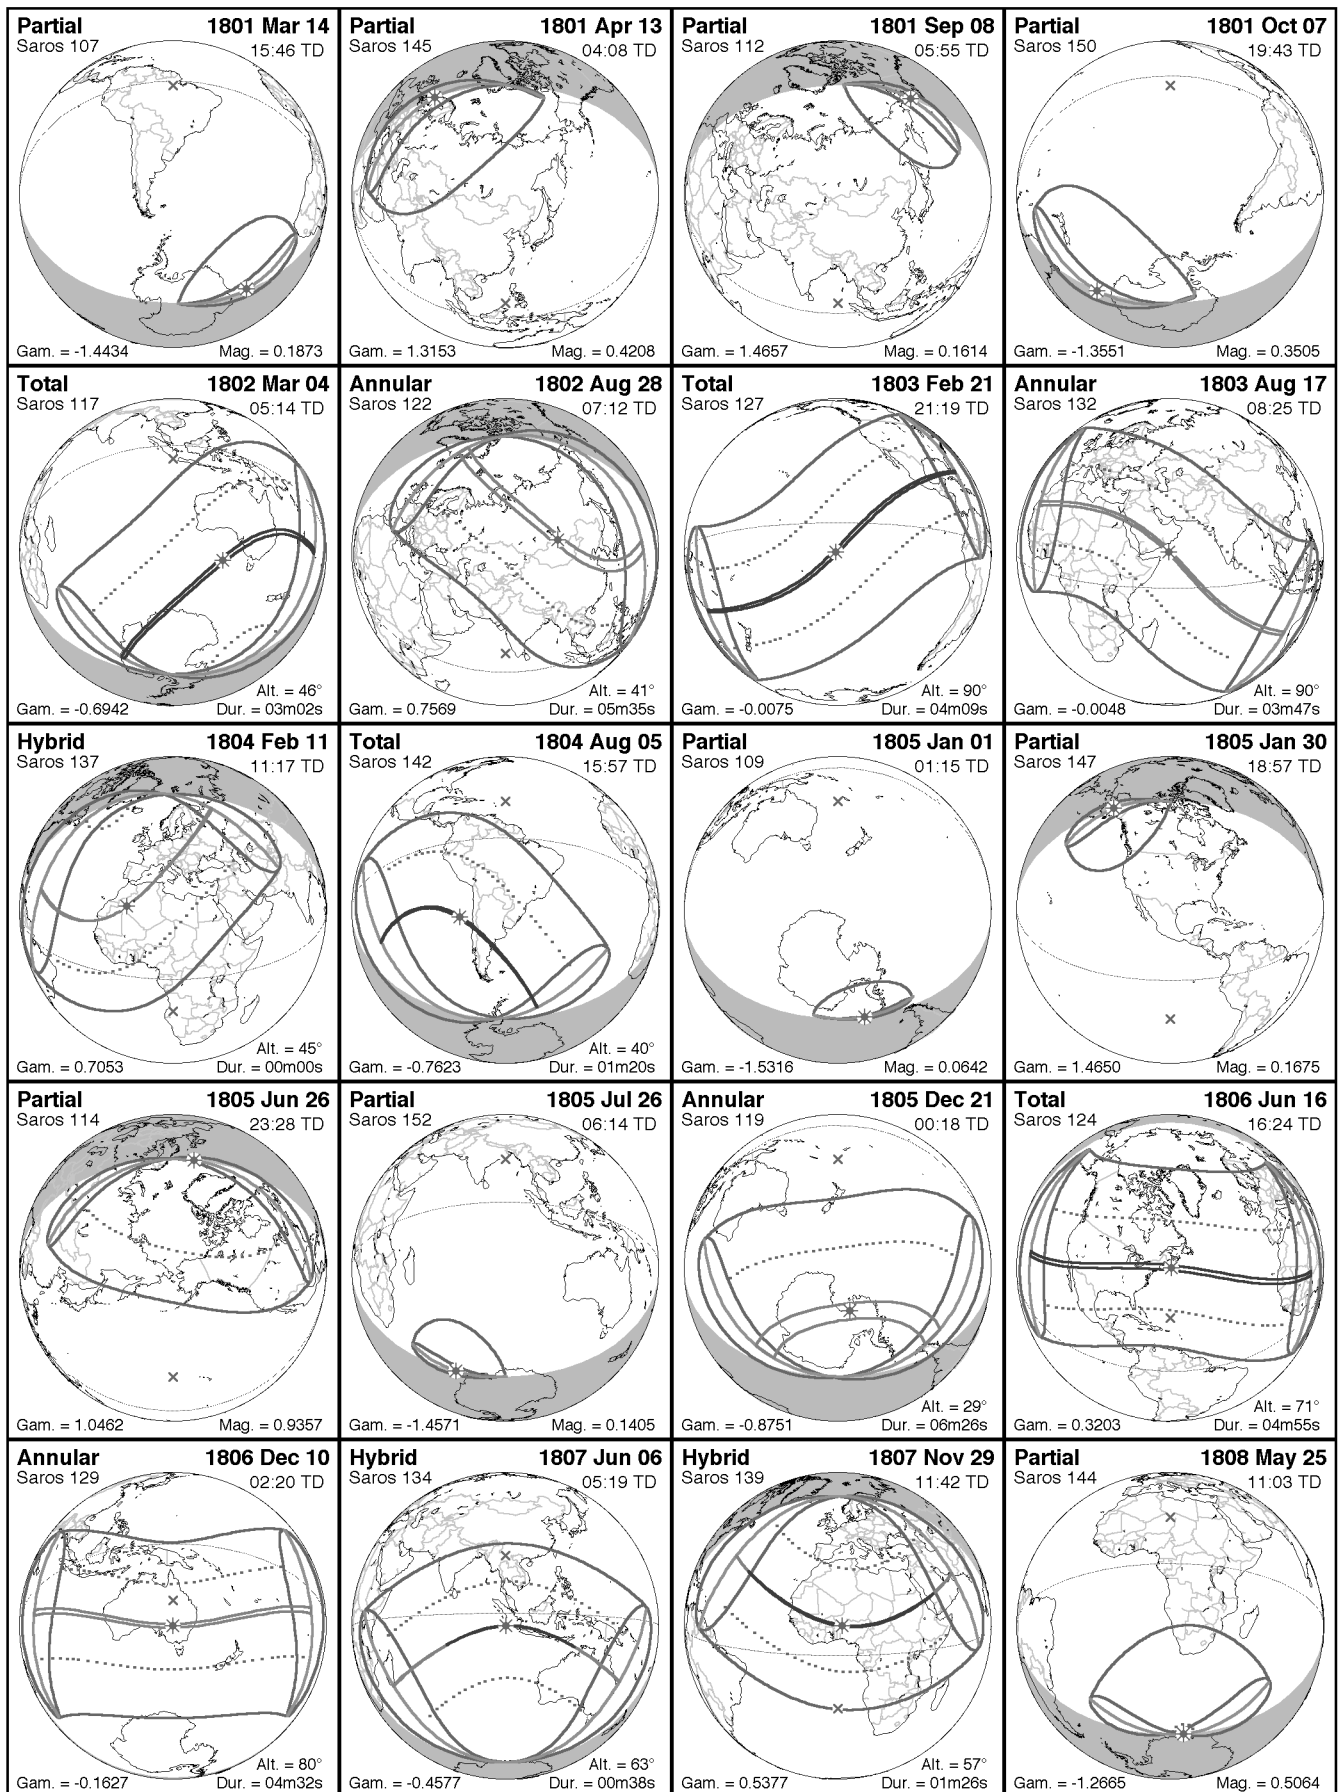 Partial 1801 Mar 14
Saros 107 15:46 TD
Gam. = -1.4434 Mag. = 0.1873
Partial 1801 Apr 13
Saros 145 04:08 TD
Gam. = 1.3153 Mag. = 0.4208
Partial 1801 Sep 08
Saros 112 05:55 TD
Gam. = 1.4657 Mag. = 0.1614
Partial 1801 Oct 07
Saros 150 19:43 TD
Gam. = -1.3551 Mag. = 0.3505
Total 1802 Mar 04
Saros 117 05:14 TD
Alt. = 46°
Gam. = -0.6942 Dur. = 03m02s
Annular 1802 Aug 28
Saros 122 07:12 TD
Alt. = 41°
Gam. = 0.7569 Dur. = 05m35s
Total 1803 Feb 21
Saros 127 21:19 TD
Alt. = 90°
Gam. = -0.0075 Dur. = 04m09s
Annular 1803 Aug 17
Saros 132 08:25 TD
Alt. = 90°
Gam. = -0.0048 Dur. = 03m47s
Hybrid 1804 Feb 11
Saros 137 11:17 TD
Alt. = 45°
Gam. = 0.7053 Dur. = 00m00s
Total 1804 Aug 05
Saros 142 15:57 TD
Alt. = 40°
Gam. = -0.7623 Dur. = 01m20s
Partial 1805 Jan 01
Saros 109 01:15 TD
Gam. = -1.5316 Mag. = 0.0642
Partial 1805 Jan 30
Saros 147 18:57 TD
Gam. = 1.4650 Mag. = 0.1675
Partial 1805 Jun 26
Saros 114 23:28 TD
Gam. = 1.0462 Mag. = 0.9357
Partial 1805 Jul 26
Saros 152 06:14 TD
Gam. = -1.4571 Mag. = 0.1405
Annular 1805 Dec 21
Saros 119 00:18 TD
Alt. = 29°
Gam. = -0.8751 Dur. = 06m26s
Total 1806 Jun 16
Saros 124 16:24 TD
Alt. = 71°
Gam. = 0.3203 Dur. = 04m55s
Annular 1806 Dec 10
Saros 129 02:20 TD
Alt. = 80°
Gam. = -0.1627 Dur. = 04m32s
Hybrid 1807 Jun 06
Saros 134 05:19 TD
Alt. = 63°
Gam. = -0.4577 Dur. = 00m38s
Hybrid 1807 Nov 29
Saros 139 11:42 TD
Alt. = 57°
Gam. = 0.5377 Dur. = 01m26s
Partial 1808 May 25
Saros 144 11:03 TD
Gam. = -1.2665 Mag. = 0.5064